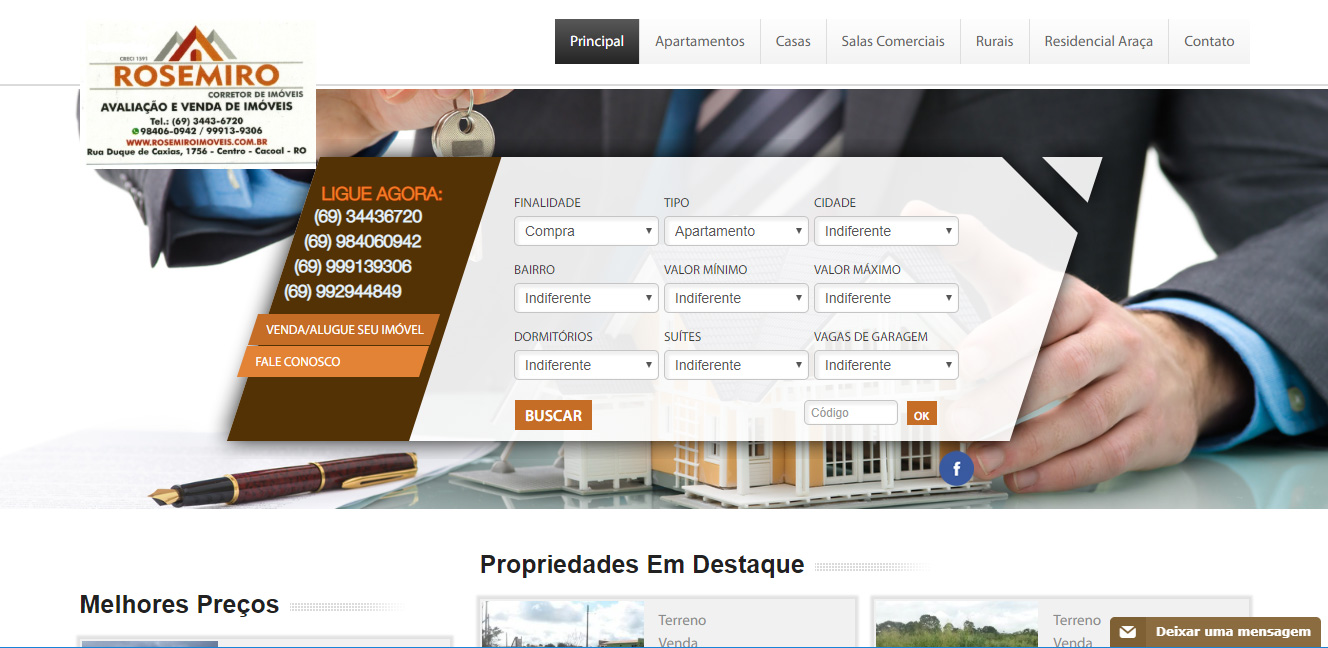 CRECI 1391
ROSEMIRO
CORRETOR DE IMÓVEIS
AVALIAÇÃO E VENDA DE IMÓVEIS
Tel.: (69) 3443-6720
98406-0942 / 99913-9306
WWW.ROSEMIROIMOVEIS.COM.BR
Rua Duque de Caxias, 1756 - Centro - Cacoal - RO
Principal Apartamentos Casas Salas Comerciais Rurais Residencial Araça Contato
LIGUE AGORA:
(69) 34436720
(69) 984060942
(69) 999139306
(69) 992944849
VENDA/ALUGUE SEU IMÓVEL
FALE CONOSCO
FINALIDADE TIPO CIDADE
Compra Apartamento Indiferente
BAIRRO VALOR MÍNIMO VALOR MÁXIMO
Indiferente Indiferente Indiferente
DORMITÓRIOS SUÍTES VAGAS DE GARAGEM
Indiferente Indiferente Indiferente
BUSCAR Código OK
f
Propriedades Em Destaque
Melhores Preços
Terreno
Venda
Terreno
Venda
Deixar uma mensagem